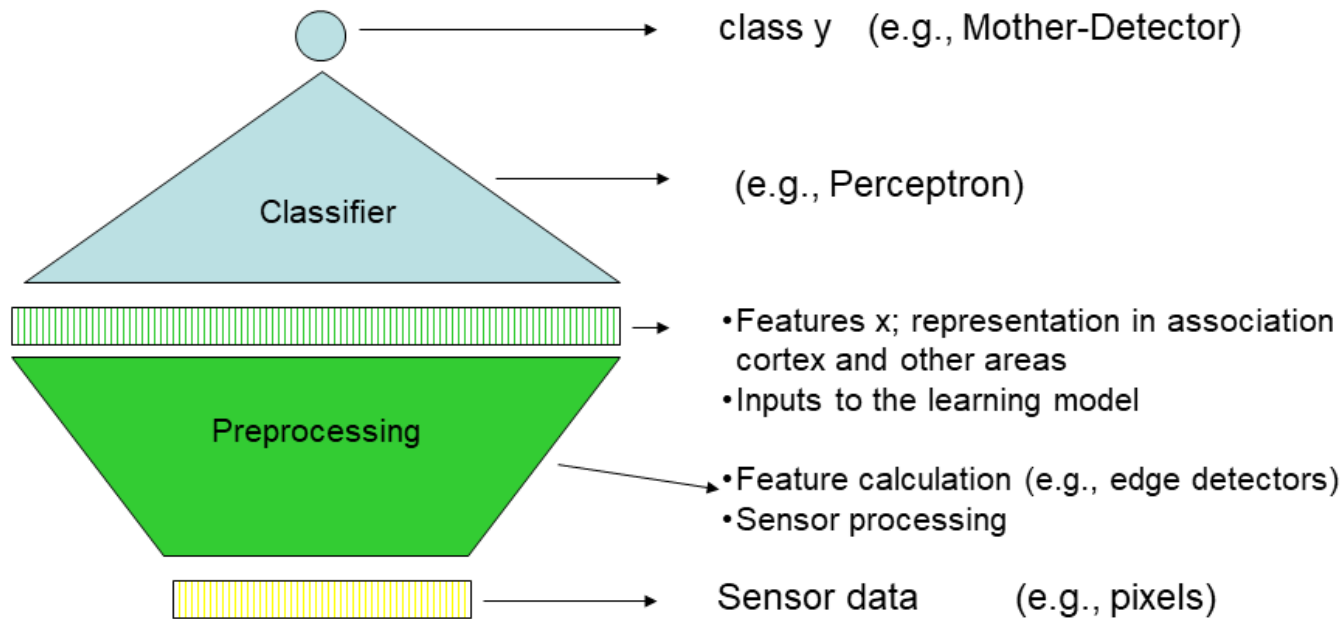 class y (e.g., Mother-Detector)
(e.g., Perceptron)
Classifier
•Features x; representation in association
cortex and other areas
•Inputs to the learning model
Preprocessing
•Feature calculation (e.g., edge detectors)
•Sensor processing
Sensor data (e.g., pixels)